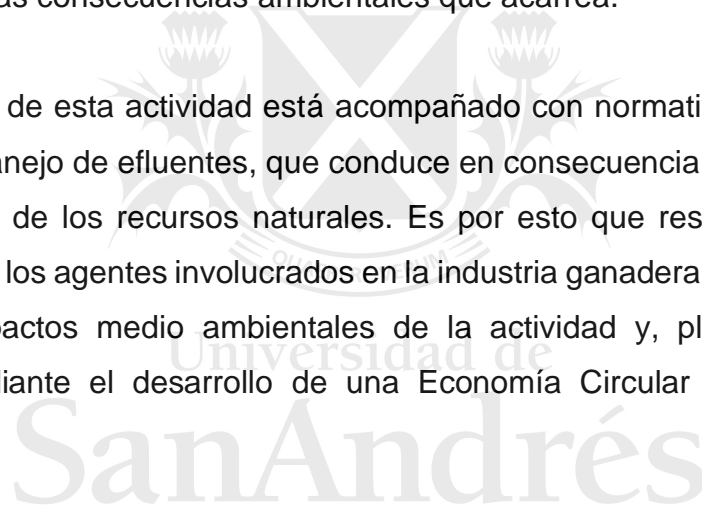 as consecuencias ambientales que acarrea.
de esta actividad está acompañado con normati
anejo de efluentes, que conduce en consecuencia
de los recursos naturales. Es por esto que res
los agentes involucrados en la industria ganadera
pactos medio ambientales de la actividad y, pl
Universidad de
diante el desarrollo de una Economía Circular
SanAndrés